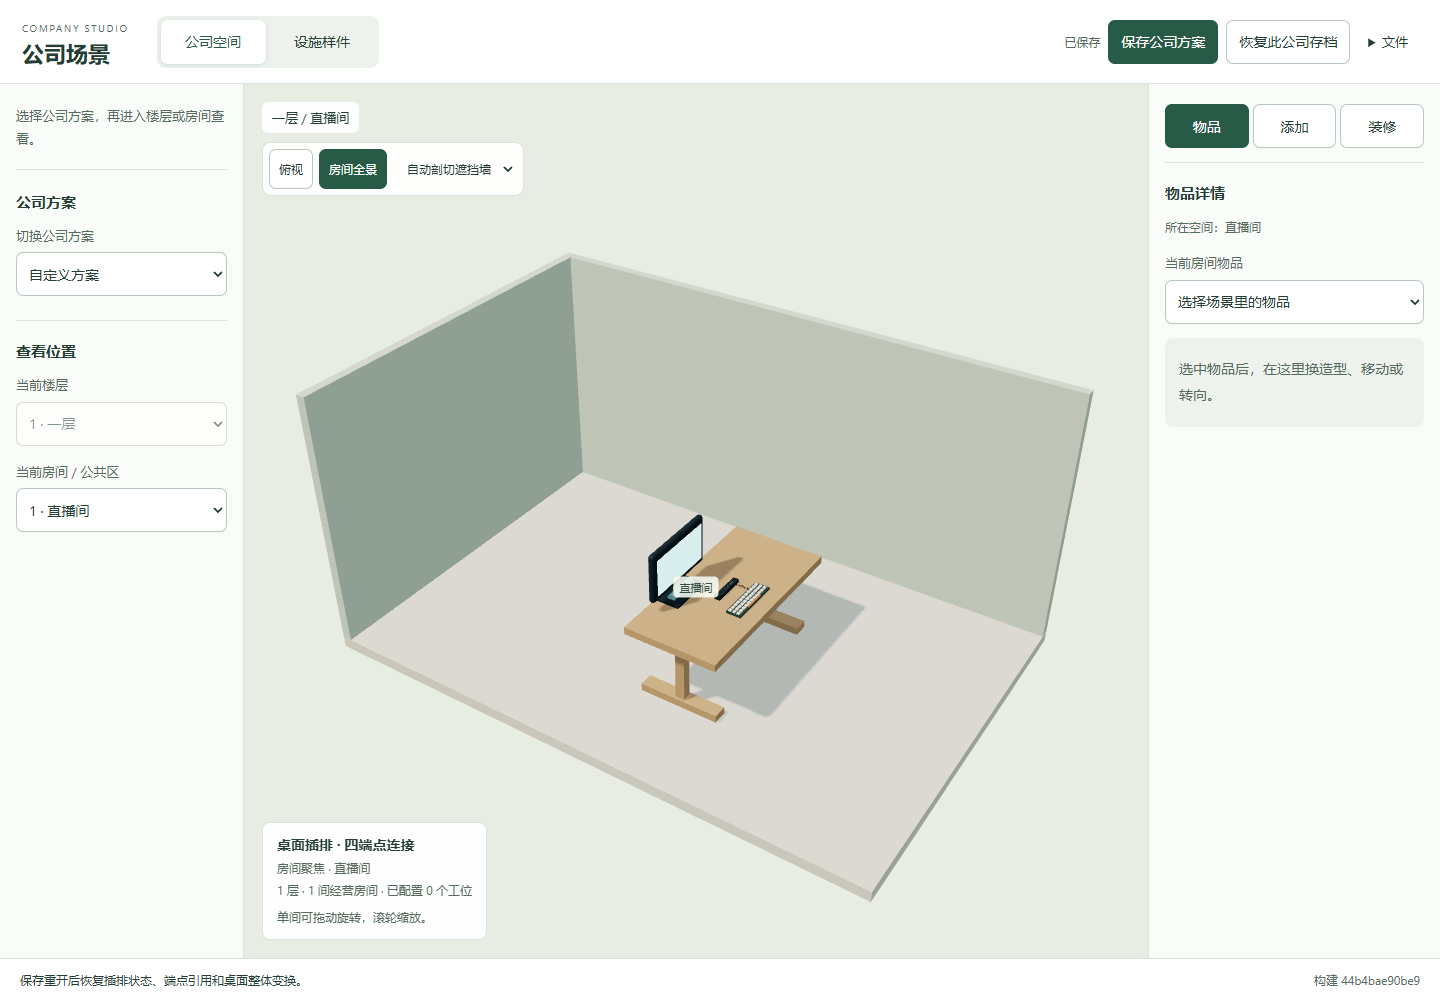 COMPANY STUDIO
公司场景
公司空间
设施样件
已保存
保存公司方案
恢复此公司存档
▶ 文件
选择公司方案，再进入楼层或房间查
看。
公司方案
切换公司方案
自定义方案
查看位置
当前楼层
1 · 一层
当前房间 / 公共区
1 · 直播间
一层 / 直播间
俯视
房间全景
自动剖切遮挡墙
直播间
桌面插排 · 四端点连接
房间聚焦 · 直播间
1 层 · 1 间经营房间 · 已配置 0 个工位
单间可拖动旋转，滚轮缩放。
物品
添加
装修
物品详情
所在空间：直播间
当前房间物品
选择场景里的物品
选中物品后，在这里换造型、移动或
转向。
保存重开后恢复插排状态、端点引用和桌面整体变换。
构建 44b4bae90be9